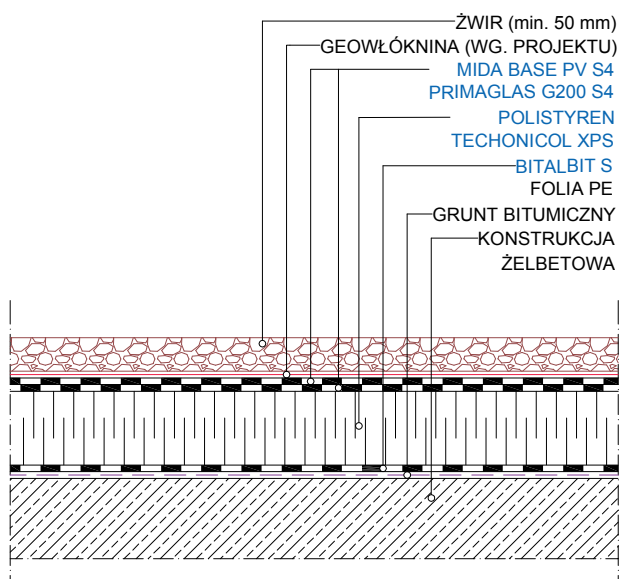 ŻWIR (min. 50 mm)
GEOWŁÓKNINA (WG. PROJEKTU)
MIDA BASE PV S4
PRIMAGLAS G200 S4
POLISTYREN
TECHONICOL XPS
BITALBIT S
FOLIA PE
GRUNT BITUMICZNY
KONSTRUKCJA
ŻELBETOWA